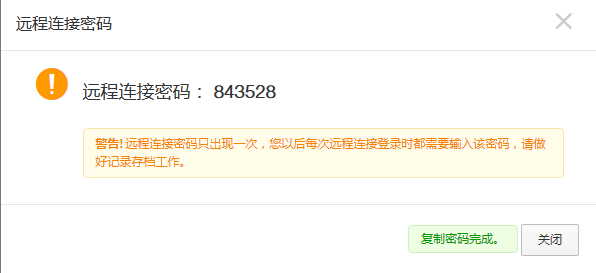 远程连接密码
远程连接密码： 843528
警告! 远程连接密码只出现一次，您以后每次远程连接登录时都需要输入该密码，请做
好记录存档工作。
复制密码完成。
关闭